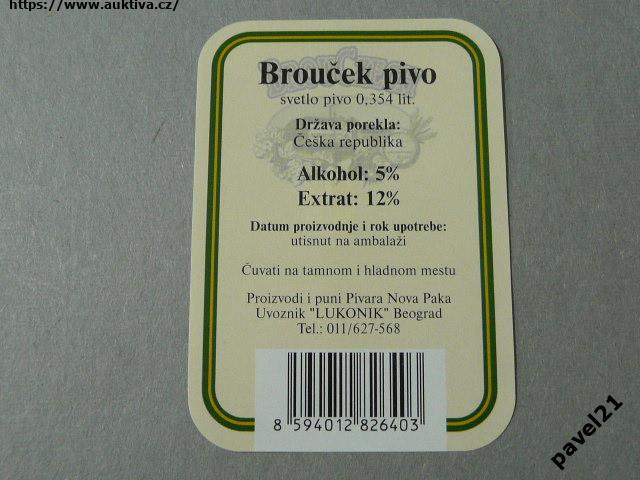 https://www.auktiva.cz/
Brouček pivo
svetlo pivo 0,354 lit.
Država porekla:
Češka republika
Alkohol: 5%
Extrat: 12%
Datum proizvodnje i rok upotrebe:
utisnut na ambalaži
Čuvati na tamnom i hladnom mestu
Proizvodi i puni Pivara Nova Paka
Uvoznik "LUKONIK" Beograd
Tel.: 011/627-568
8 594012 826403
pavel21